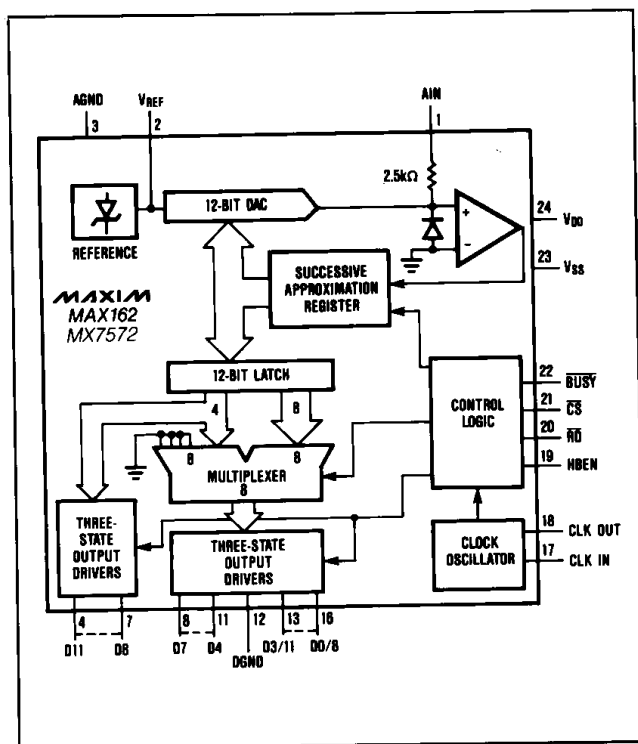 AGND VREF AIN
3 2 1
2.5kΩ
12-BIT DAC
+
24 VDD
REFERENCE
−
23 VSS
SUCCESSIVE
APPROXIMATION
REGISTER
MAXIM
MAX162
MX7572
12-BIT LATCH
22 BUSY
4 8
21 CS
CONTROL
LOGIC
20 RD
8 8
19 HBEN
MULTIPLEXER
8
THREE-
STATE
OUTPUT
DRIVERS
THREE-STATE
OUTPUT
DRIVERS
CLOCK
OSCILLATOR
18 CLK OUT
17 CLK IN
4 7 8 11 12 13 16
D11 D8 D7 D4 DGND D3/11 D0/8